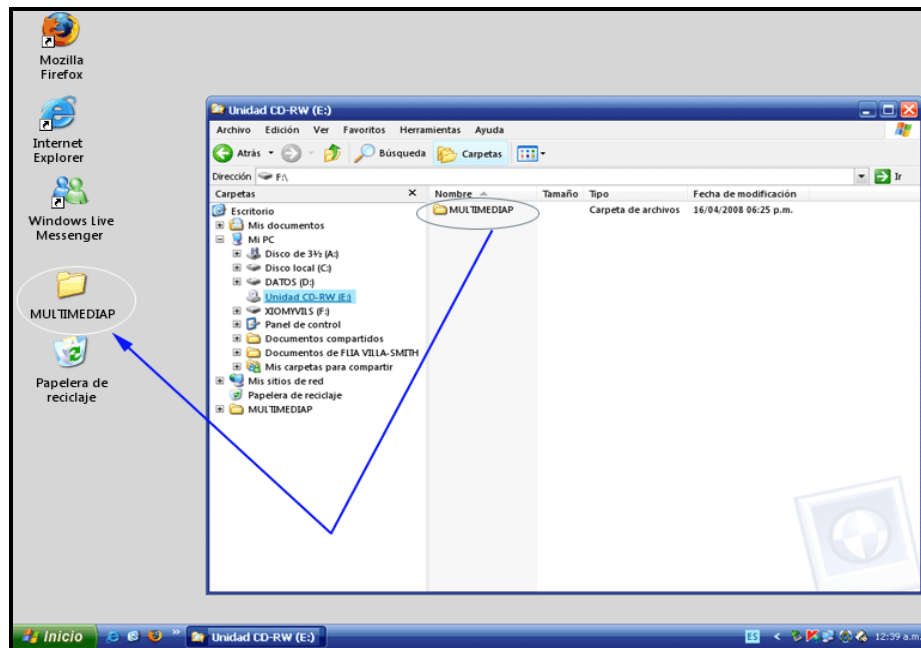 Mozilla
Firefox
Internet
Explorer
Windows Live
Messenger
MULTIMEDIAP
Papelera de
reciclaje
Unidad CD-RW (E:)
Archivo Edición Ver Favoritos Herramientas Ayuda
Atrás Búsqueda Carpetas
Dirección F:\ Ir
Carpetas X Nombre Tamaño Tipo Fecha de modificación
Escritorio
Mis documentos
Mi PC
Disco de 3½ (A:)
Disco local (C:)
DATOS (D:)
Unidad CD-RW (E:)
XIOMYVILS (F:)
Panel de control
Documentos compartidos
Documentos de FLIA VILLA-SMITH
Mis carpetas para compartir
Mis sitios de red
Papelera de reciclaje
MULTIMEDIAP
MULTIMEDIAP Carpeta de archivos 16/04/2008 06:25 p.m.
Inicio » Unidad CD-RW (E:) ES < 12:39 a.m.